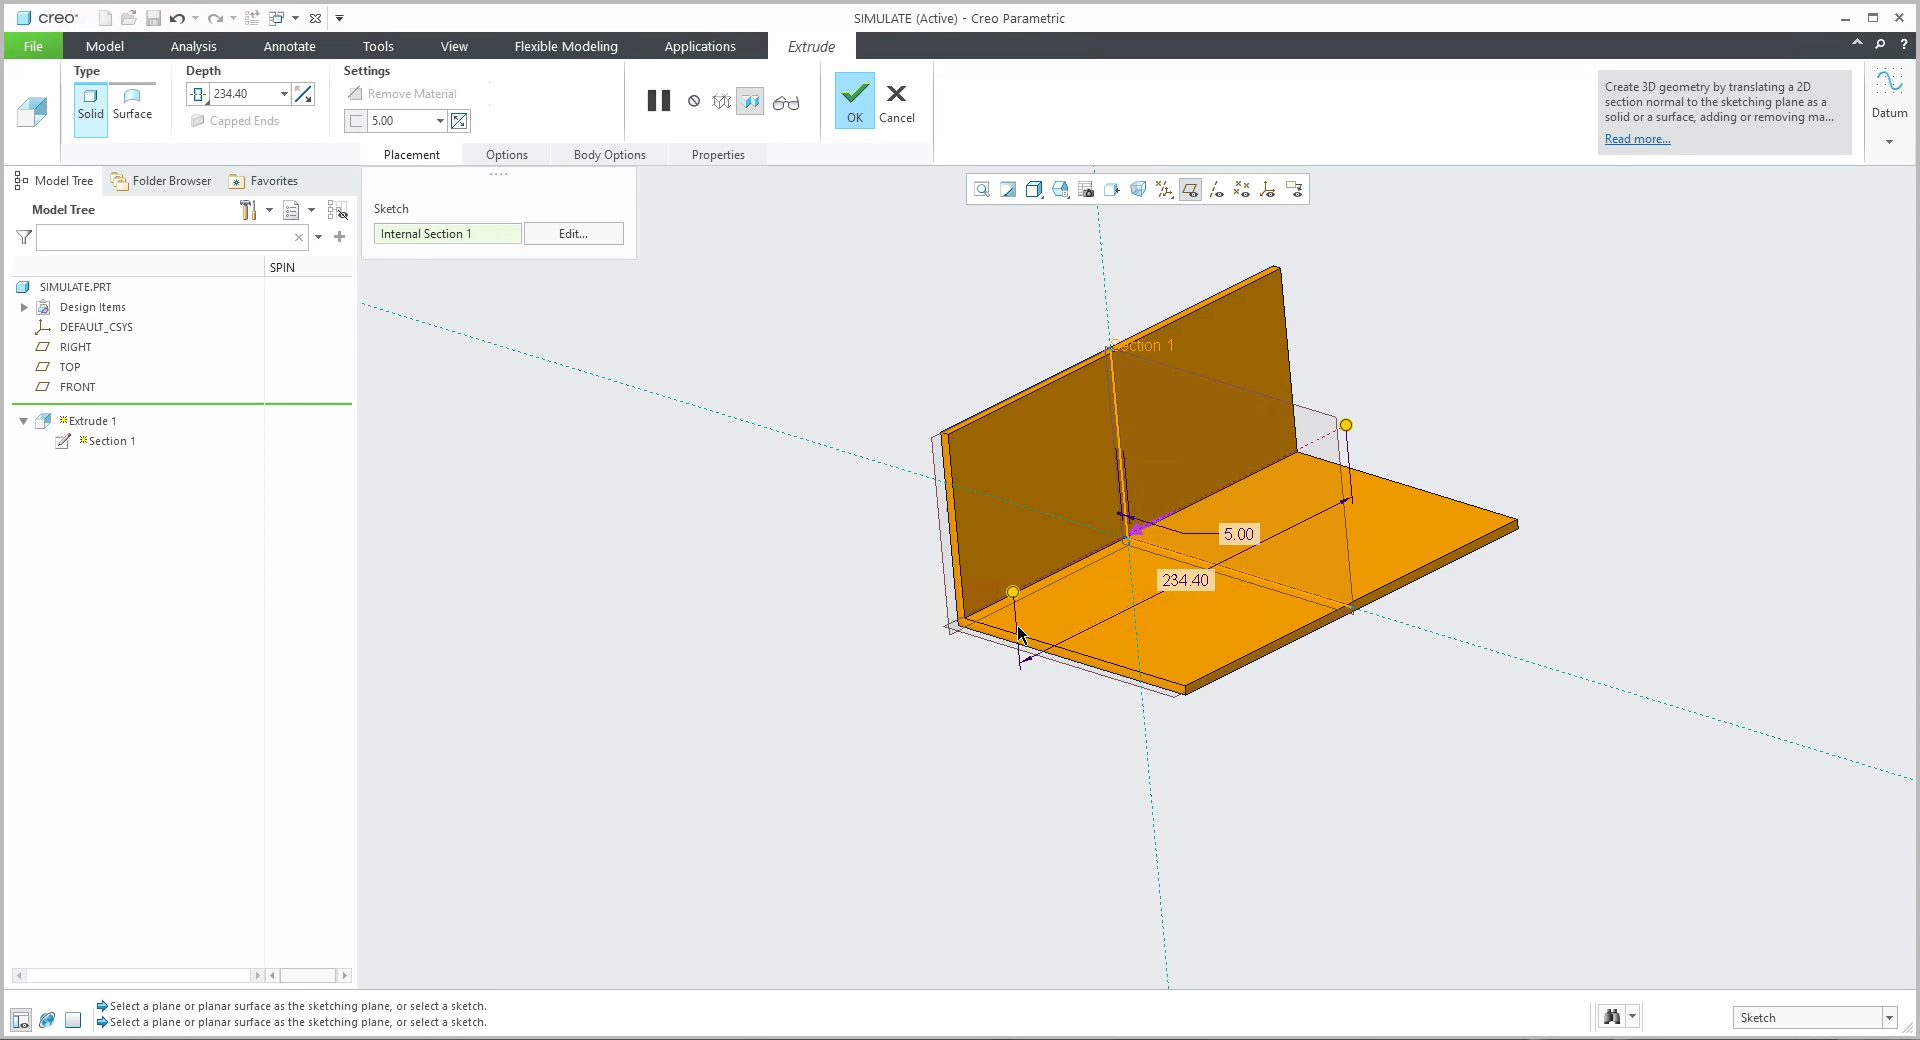 creo
SIMULATE (Active) - Creo Parametric
File
Model
Analysis
Annotate
Tools
View
Flexible Modeling
Applications
Extrude
?
Type
Depth
Settings
Solid
Surface
234.40
Capped Ends
Remove Material
5.00
OK
Cancel
Create 3D geometry by translating a 2D
section normal to the sketching plane as a
solid or a surface, adding or removing ma...
Read more...
Datum
Placement
Options
Body Options
Properties
Model Tree
Folder Browser
Favorites
Model Tree
SPIN
SIMULATE.PRT
Design Items
DEFAULT_CSYS
RIGHT
TOP
FRONT
Extrude 1
Section 1
Sketch
Internal Section 1
Edit...
Section 1
5.00
234.40
Select a plane or planar surface as the sketching plane, or select a sketch.
Select a plane or planar surface as the sketching plane, or select a sketch.
Sketch